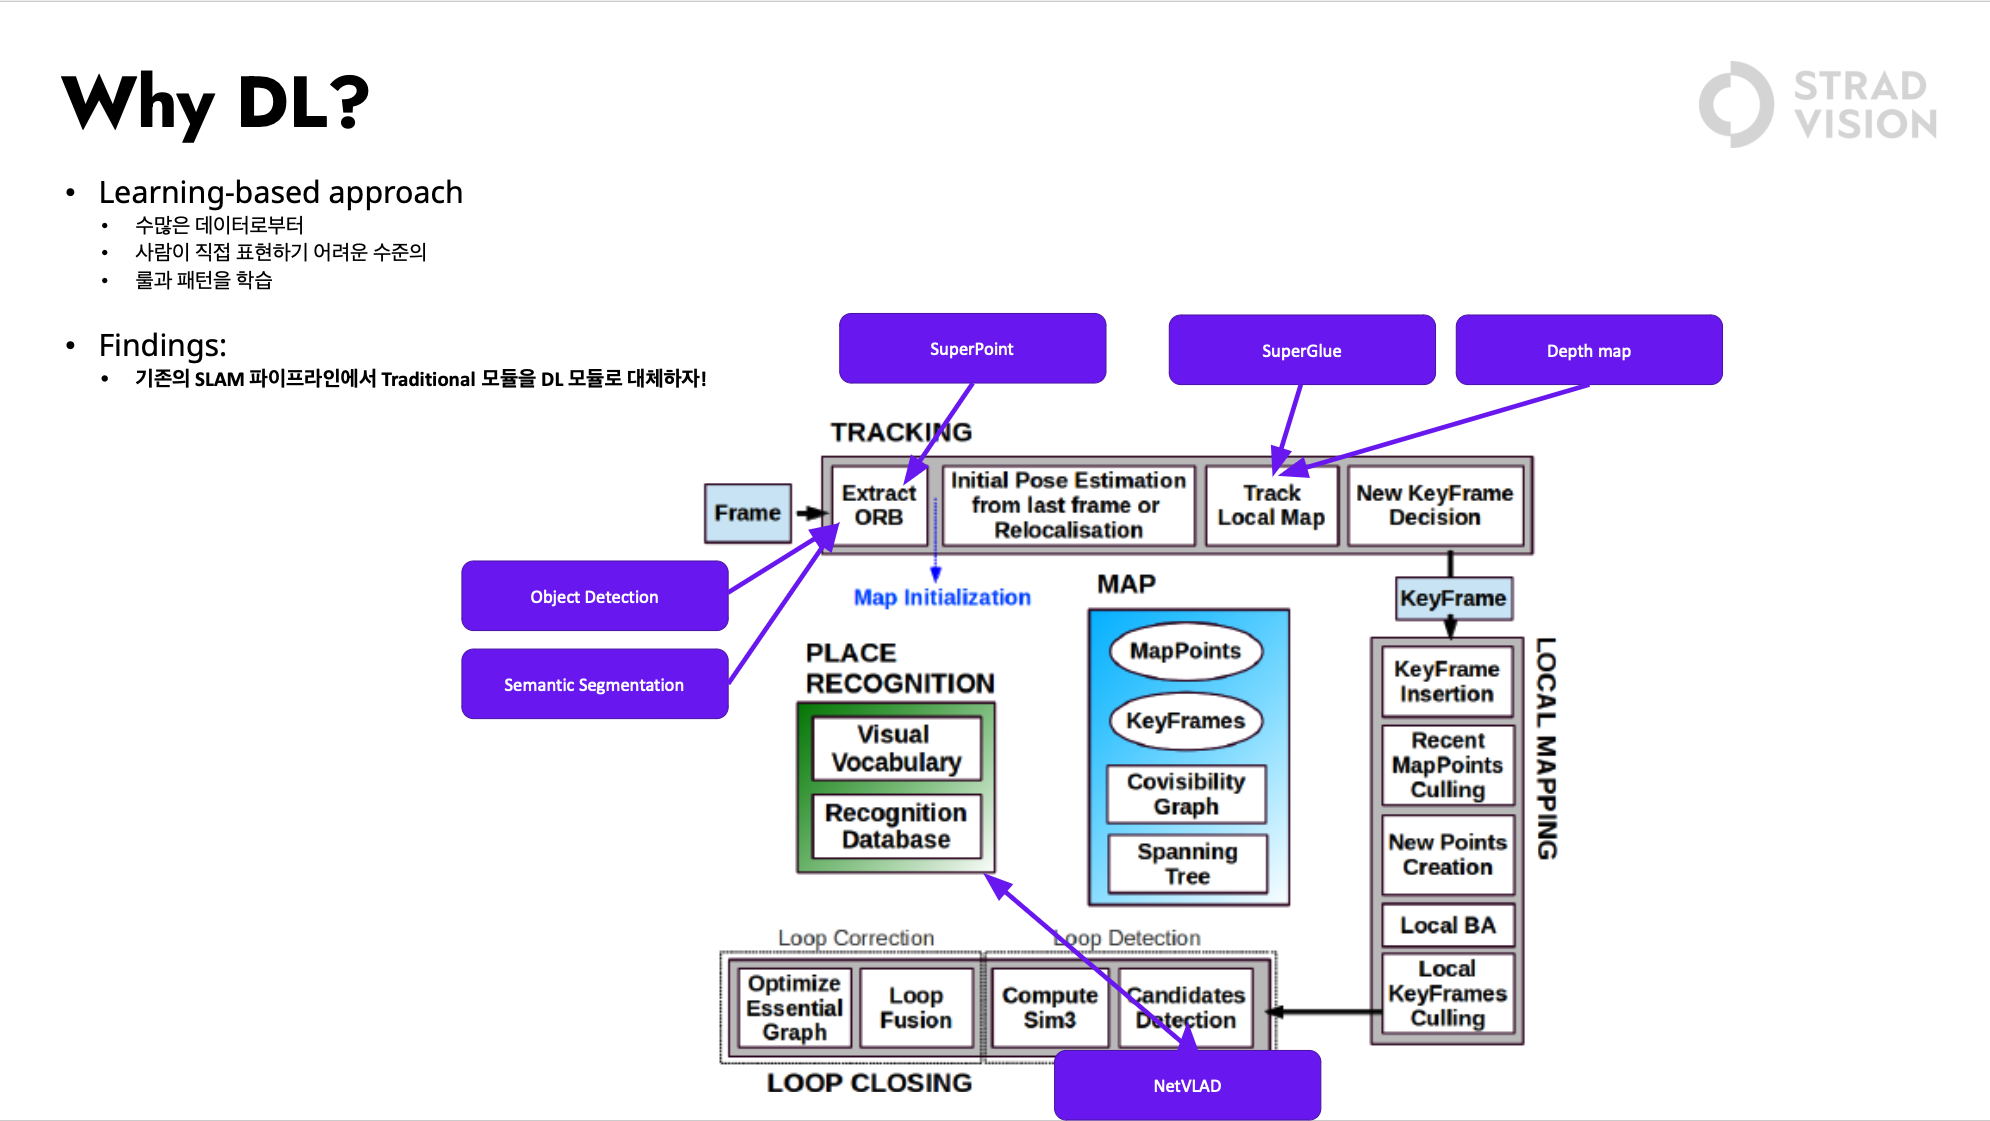 Why DL?
STRAD
VISION
• Learning-based approach
• 수많은 데이터로부터
• 사람이 직접 표현하기 어려운 수준의
• 룰과 패턴을 학습
• Findings:
• 기존의 SLAM 파이프라인에서 Traditional 모듈을 DL 모듈로 대체하자!
SuperPoint
SuperGlue
Depth map
TRACKING
Frame
Extract
ORB
Initial Pose Estimation
from last frame or
Relocalisation
Track
Local Map
New KeyFrame
Decision
Object Detection
Semantic Segmentation
Map Initialization
MAP
KeyFrame
PLACE
RECOGNITION
Visual
Vocabulary
Recognition
Database
MapPoints
KeyFrames
Covisibility
Graph
Spanning
Tree
LOCAL MAPPING
KeyFrame
Insertion
Recent
MapPoints
Culling
New Points
Creation
Local BA
Local
KeyFrames
Culling
Loop Correction
Loop Detection
Optimize
Essential
Graph
Loop
Fusion
Compute
Sim3
Candidates
Detection
LOOP CLOSING
NetVLAD